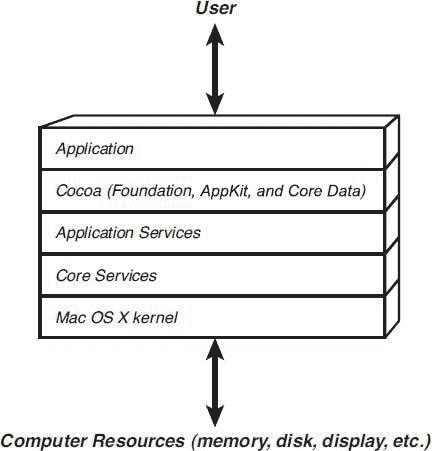 User
Application
Cocoa (Foundation, AppKit, and Core Data)
Application Services
Core Services
Mac OS X kernel
Computer Resources (memory, disk, display, etc.)